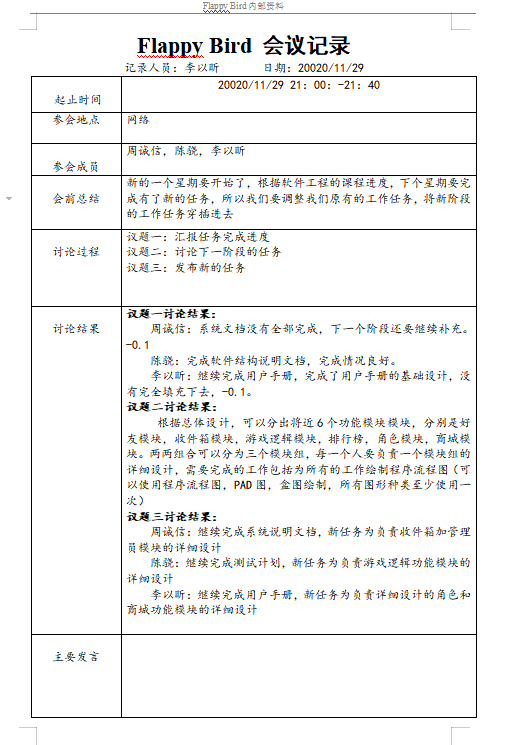 Flappy Bird 内部资料
Flappy Bird 会议记录
记录人员：李以昕 日期：20020/11/29
起止时间
20020/11/29 21：00：-21：40
参会地点
网络
参会成员
周诚信，陈骁，李以昕
会前总结
新的一个星期要开始了，根据软件工程的课程进度，下个星期要完
成有了新的任务，所以我们要调整我们原有的工作任务，将新阶段
的工作任务穿插进去
讨论过程
议题一：汇报任务完成进度
议题二：讨论下一阶段的任务
议题三：发布新的任务
讨论结果
议题一讨论结果：
周诚信：系统文档没有全部完成，下一个阶段还要继续补充。
-0.1
陈骁：完成软件结构说明文档，完成情况良好。
李以昕：继续完成用户手册，完成了用户手册的基础设计，没
有完全填充下去，-0.1。
议题二讨论结果：
根据总体设计，可以分出将近 6 个功能模块模块，分别是好
友模块，收件箱模块，游戏逻辑模块，排行榜，角色模块，商城模
块。两两组合可以分为三个模块组，每一个人要负责一个模块组的
详细设计，需要完成的工作包括为所有的工作绘制程序流程图（可
以使用程序流程图，PAD 图，盒图绘制，所有图形种类至少使用一
次）
议题三讨论结果：
周诚信：继续完成系统说明文档，新任务为负责收件箱加管理
员模块的详细设计
陈骁：继续完成测试计划，新任务为负责游戏逻辑功能模块的
详细设计
李以昕：继续完成用户手册，新任务为负责详细设计的角色和
商城功能模块的详细设计
主要发言